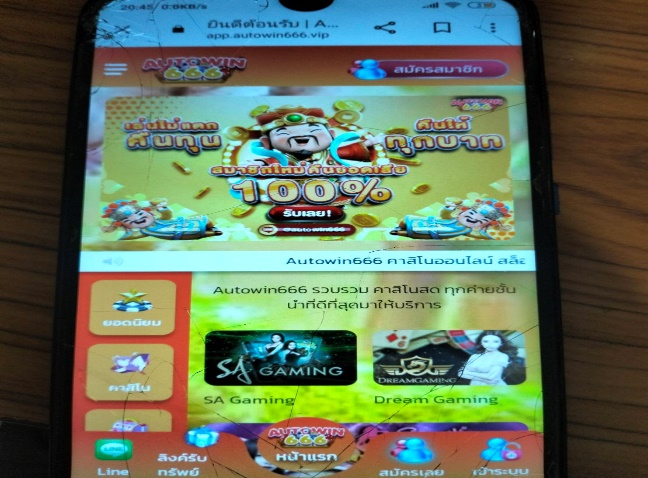 20:45 0.0KB/s
ยินดีต้อนรับ | A...
app.autowin666.vip
AUTOWIN
666
สมัครสมาชิก
AUTOWIN
666
เล่นไม่แตก
คืนทุน
คืนให้
ทุกบาท
สมาชิกใหม่ คืนยอดเสีย
100%
รับเลย!
@autowin666
Autowin666 คาสิโนออนไลน์ สล็อ
Autowin666 รวบรวม คาสิโนสด ทุกค่ายชั้น
นำที่ดีที่สุดมาให้บริการ
ยอดนิยม
คาสิโน
SA GAMING
DREAMGAMING
SA Gaming
Dream Gaming
AUTOWIN
666
Line
ลิงค์รับ
ทรัพย์
หน้าแรก
สมัครเลย
เข้าระบบ